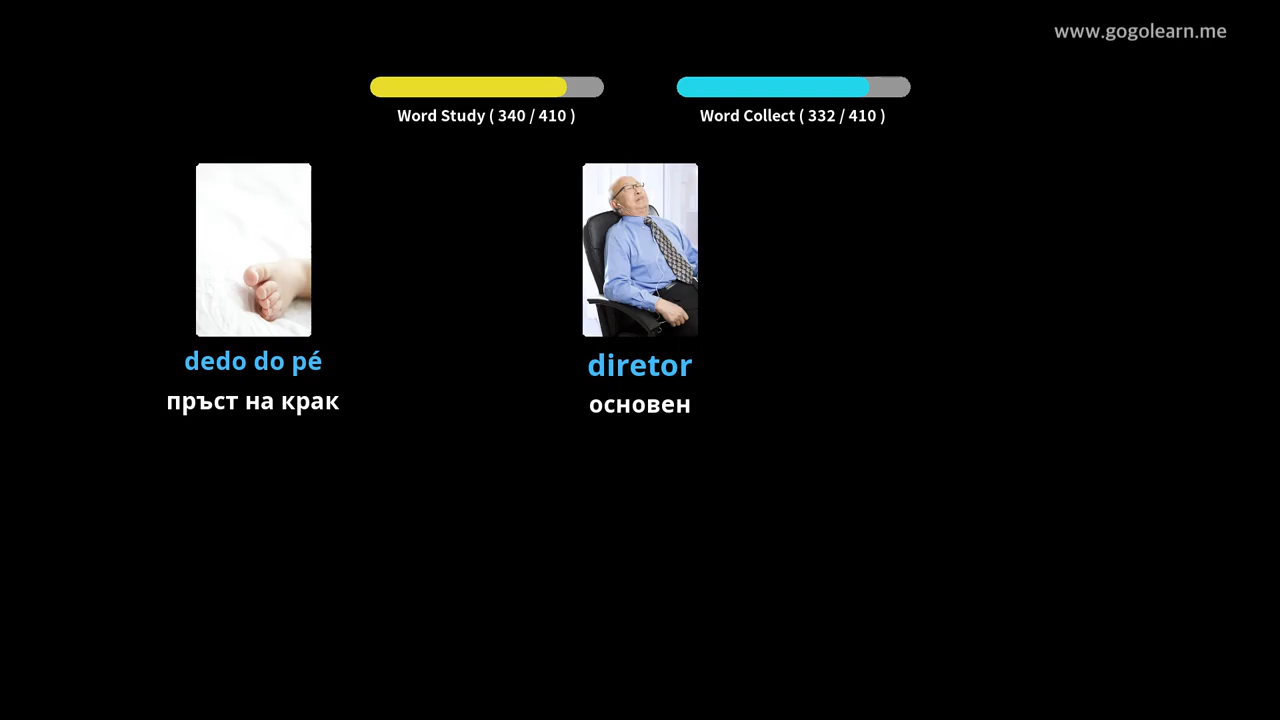 www.gogolearn.me
Word Study ( 340 / 410 )
Word Collect ( 332 / 410 )
dedo do pé
пръст на крак
diretor
основен